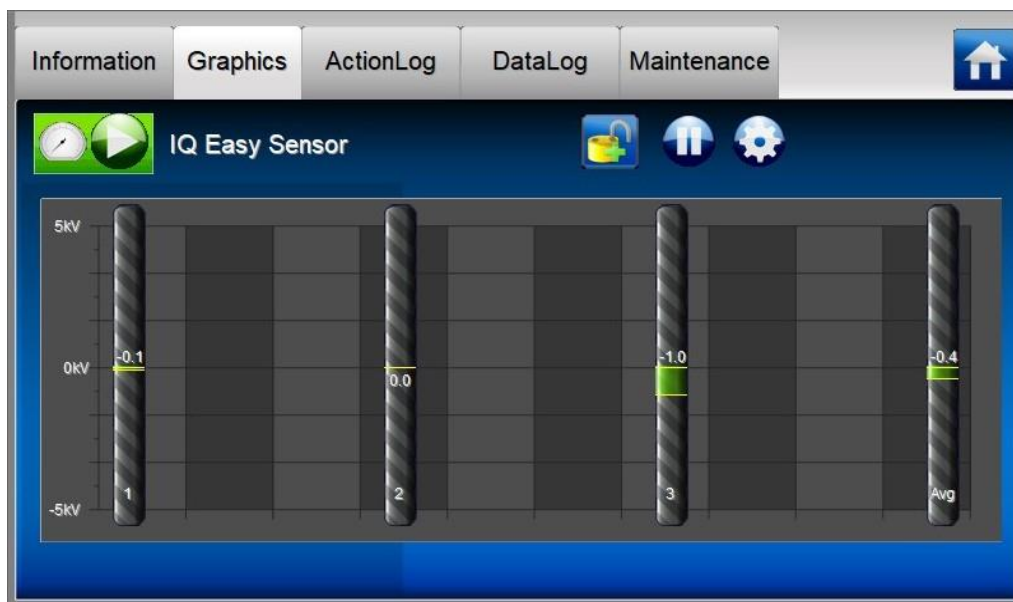 Information Graphics ActionLog DataLog Maintenance
IQ Easy Sensor
5kV
-0.1 -1.0 -0.4
0kV
0.0
1 2 3 Avg
-5kV